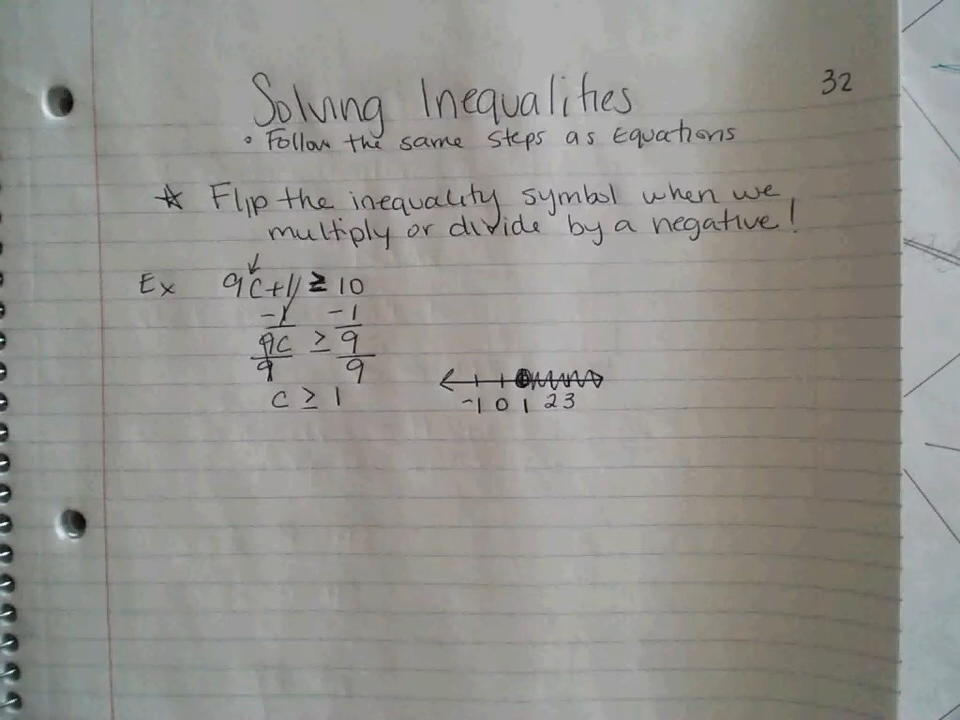 32
Solving Inequalities
• Follow the same steps as Equations
☆ Flip the inequality symbol when we
multiply or divide by a negative!
Ex 9c+1 ≥ 10
-1 -1
9c ≥ 9
9 9
c ≥ 1
-1 0 1 2 3